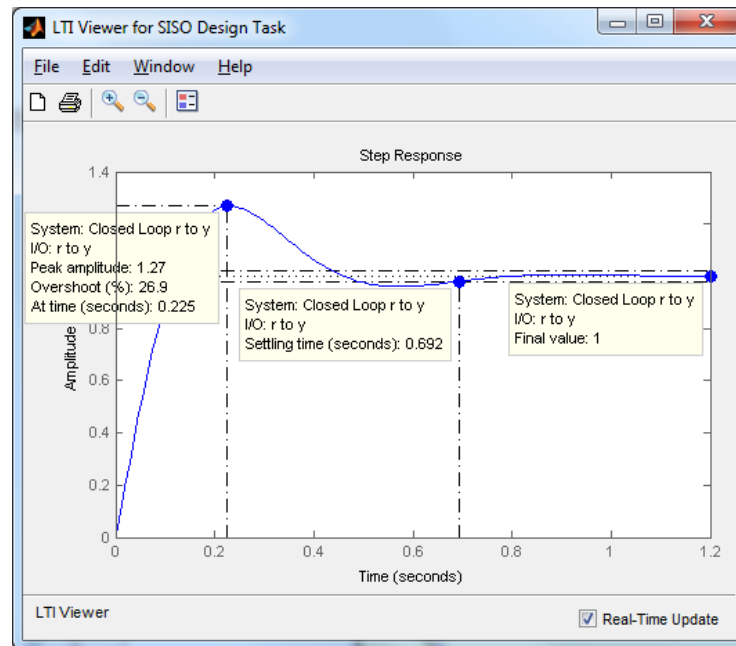 LTI Viewer for SISO Design Task
File Edit Window Help
Step Response
1.4
System: Closed Loop r to y
I/O: r to y
Peak amplitude: 1.27
Overshoot (%): 26.9
At time (seconds): 0.225
System: Closed Loop r to y
I/O: r to y
Settling time (seconds): 0.692
System: Closed Loop r to y
I/O: r to y
Final value: 1
Amplitude
0.8
0.6
0.4
0.2
0
0 0.2 0.4 0.6 0.8 1 1.2
Time (seconds)
LTI Viewer
Real-Time Update